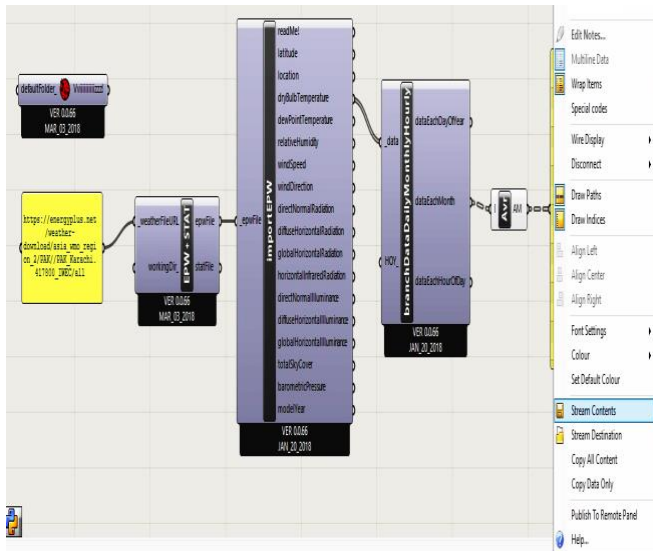 defaultFolder_
Vviiiiiiiiizzz!
VER 0.0.66
MAR_03_2018
https://energyplus.net
/weather-
download/asia_wmo_regi
on_2/PAK//PAK_Karachi.
417800_IWEC/all
_weatherFileURL
workingDir_
EPW + STAT
epwFile
statFile
VER 0.0.66
MAR_03_2018
_epwFile
importEPW
readMe!
latitude
location
dryBulbTemperature
dewPointTemperature
relativeHumidity
windSpeed
windDirection
directNormalRadiation
diffuseHorizontalRadiation
globalHorizontalRadiation
horizontalInfraredRadiation
directNormalIlluminance
diffuseHorizontalIlluminance
globalHorizontalIlluminance
totalSkyCover
barometricPressure
modelYear
VER 0.0.66
JAN_20_2018
_data
HOY_
branchDataDailyMonthlyHourly
dataEachDayOfYear
dataEachMonth
dataEachHourOfDay
VER 0.0.66
JAN_20_2018
I
Avr
AM
Edit Notes...
Multiline Data
Wrap Items
Special codes
Wire Display
Disconnect
Draw Paths
Draw Indices
Align Left
Align Center
Align Right
Font Settings
Colour
Set Default Colour
Stream Contents
Stream Destination
Copy All Content
Copy Data Only
Publish To Remote Panel
Help...